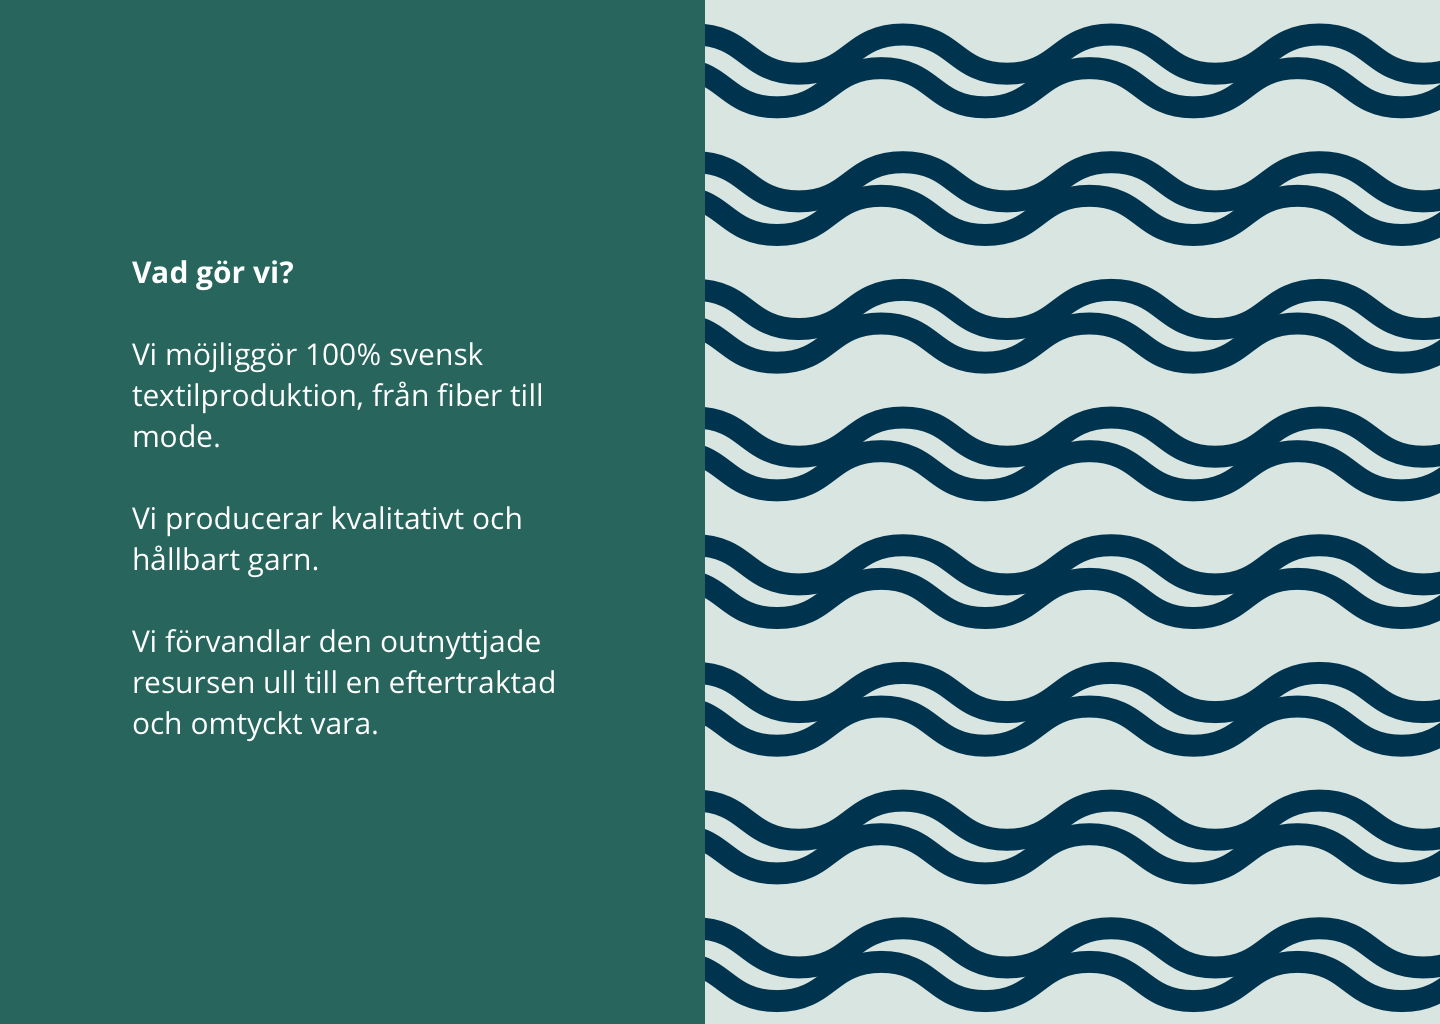 Vad gör vi?
Vi möjliggör 100% svensk
textilproduktion, från fiber till
mode.
Vi producerar kvalitativt och
hållbart garn.
Vi förvandlar den outnyttjade
resursen ull till en eftertraktad
och omtyckt vara.